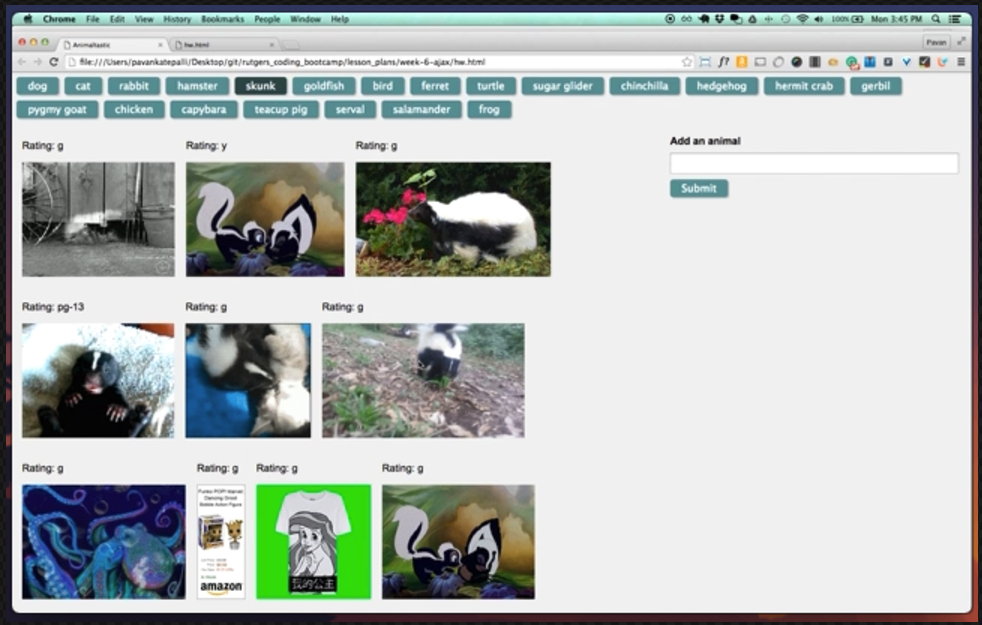 Chrome File Edit View History Bookmarks People Window Help 100% Mon 3:45 PM
Animaltastic hw.html Pavan
file:///Users/pavankatepalli/Desktop/git/rutgers_coding_bootcamp/lesson_plans/week-6-ajax/hw.html
dog cat rabbit hamster skunk goldfish bird ferret turtle sugar glider chinchilla hedgehog hermit crab gerbil
pygmy goat chicken capybara teacup pig serval salamander frog
Add an animal
Submit
Rating: g Rating: y Rating: g
Rating: pg-13 Rating: g Rating: g
Rating: g Rating: g Rating: g Rating: g
Funko POP! Marvel
Dancing Groot
Bobble Action Figure
amazon
我的公主